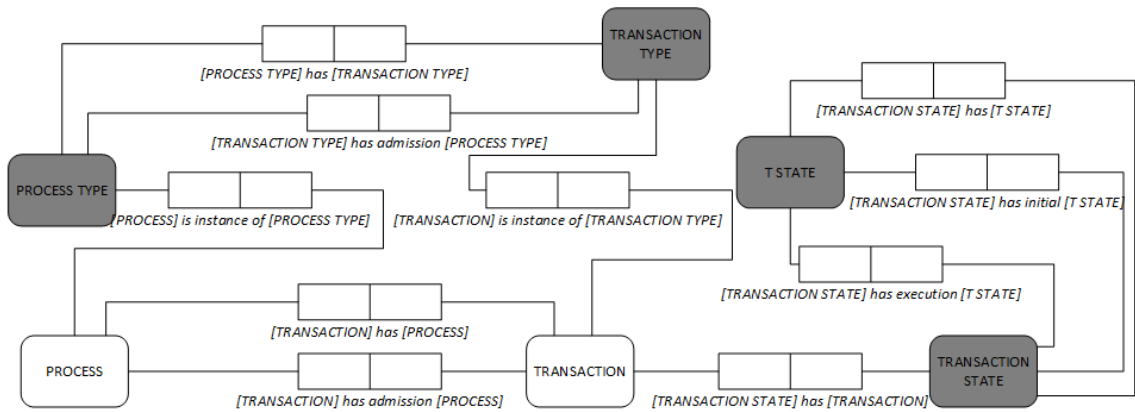 TRANSACTION
TYPE
[PROCESS TYPE] has [TRANSACTION TYPE]
[TRANSACTION STATE] has [T STATE]
[TRANSACTION TYPE] has admission [PROCESS TYPE]
T STATE
PROCESS TYPE
[TRANSACTION STATE] has initial [T STATE]
[PROCESS] is instance of [PROCESS TYPE]
[TRANSACTION] is instance of [TRANSACTION TYPE]
[TRANSACTION STATE] has execution [T STATE]
[TRANSACTION] has [PROCESS]
PROCESS
TRANSACTION
TRANSACTION
STATE
[TRANSACTION] has admission [PROCESS]
[TRANSACTION STATE] has [TRANSACTION]